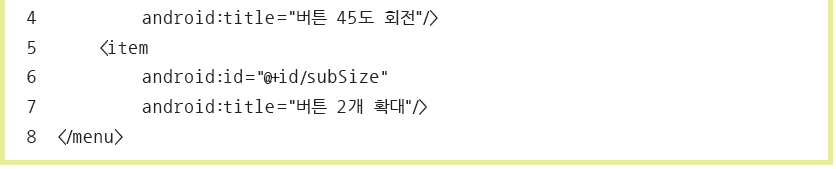 4 android:title="버튼 45도 회전"/>
5 <item
6 android:id="@+id/subSize"
7 android:title="버튼 2개 확대"/>
8 </menu>